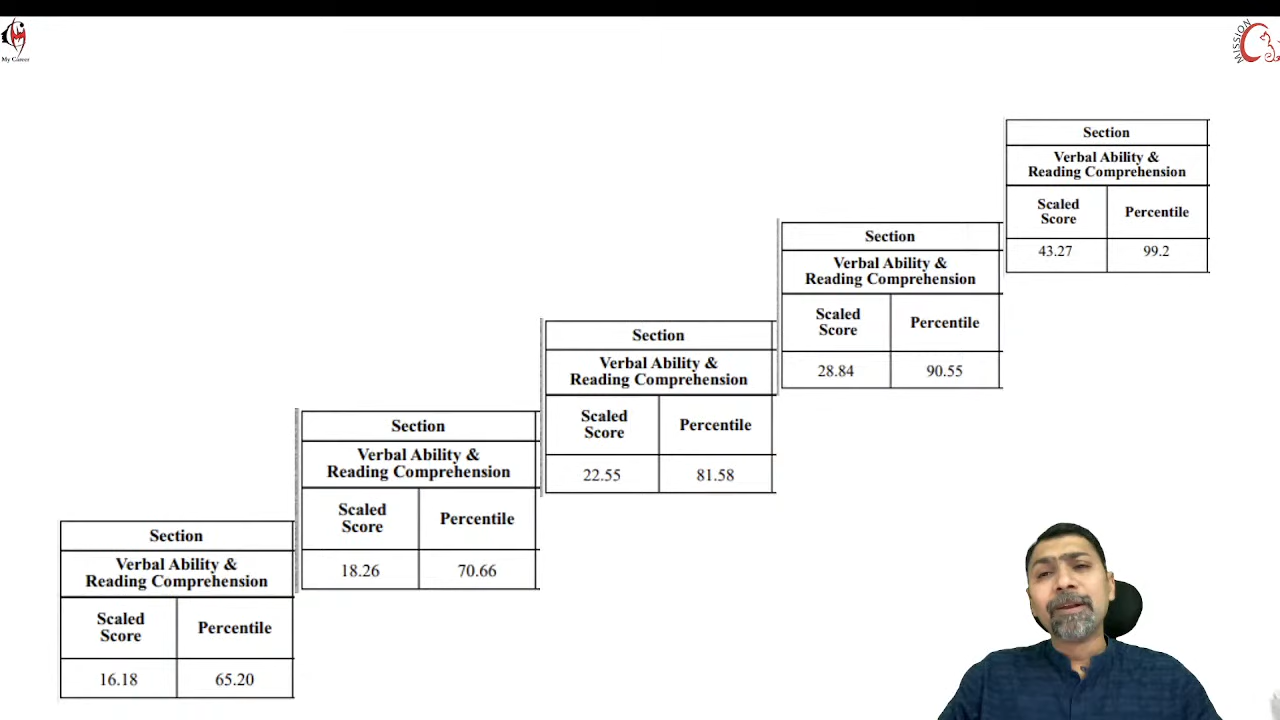 My Career
MISSION
Section
Verbal Ability &
Reading Comprehension
Scaled
Score
Percentile
43.27
99.2
Section
Verbal Ability &
Reading Comprehension
Scaled
Score
Percentile
28.84
90.55
Section
Verbal Ability &
Reading Comprehension
Scaled
Score
Percentile
22.55
81.58
Section
Verbal Ability &
Reading Comprehension
Scaled
Score
Percentile
18.26
70.66
Section
Verbal Ability &
Reading Comprehension
Scaled
Score
Percentile
16.18
65.20